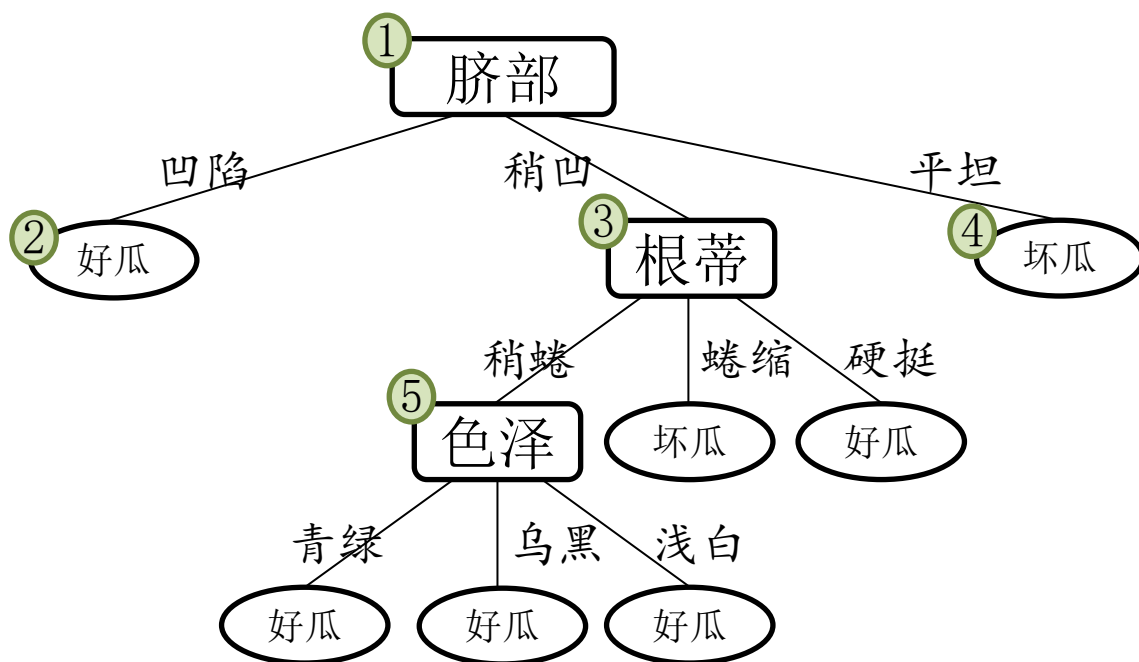 ①
脐部
凹陷 稍凹 平坦
② ③ ④
好瓜 根蒂 坏瓜
稍蜷 蜷缩 硬挺
⑤
色泽 坏瓜 好瓜
青绿 乌黑 浅白
好瓜 好瓜 好瓜